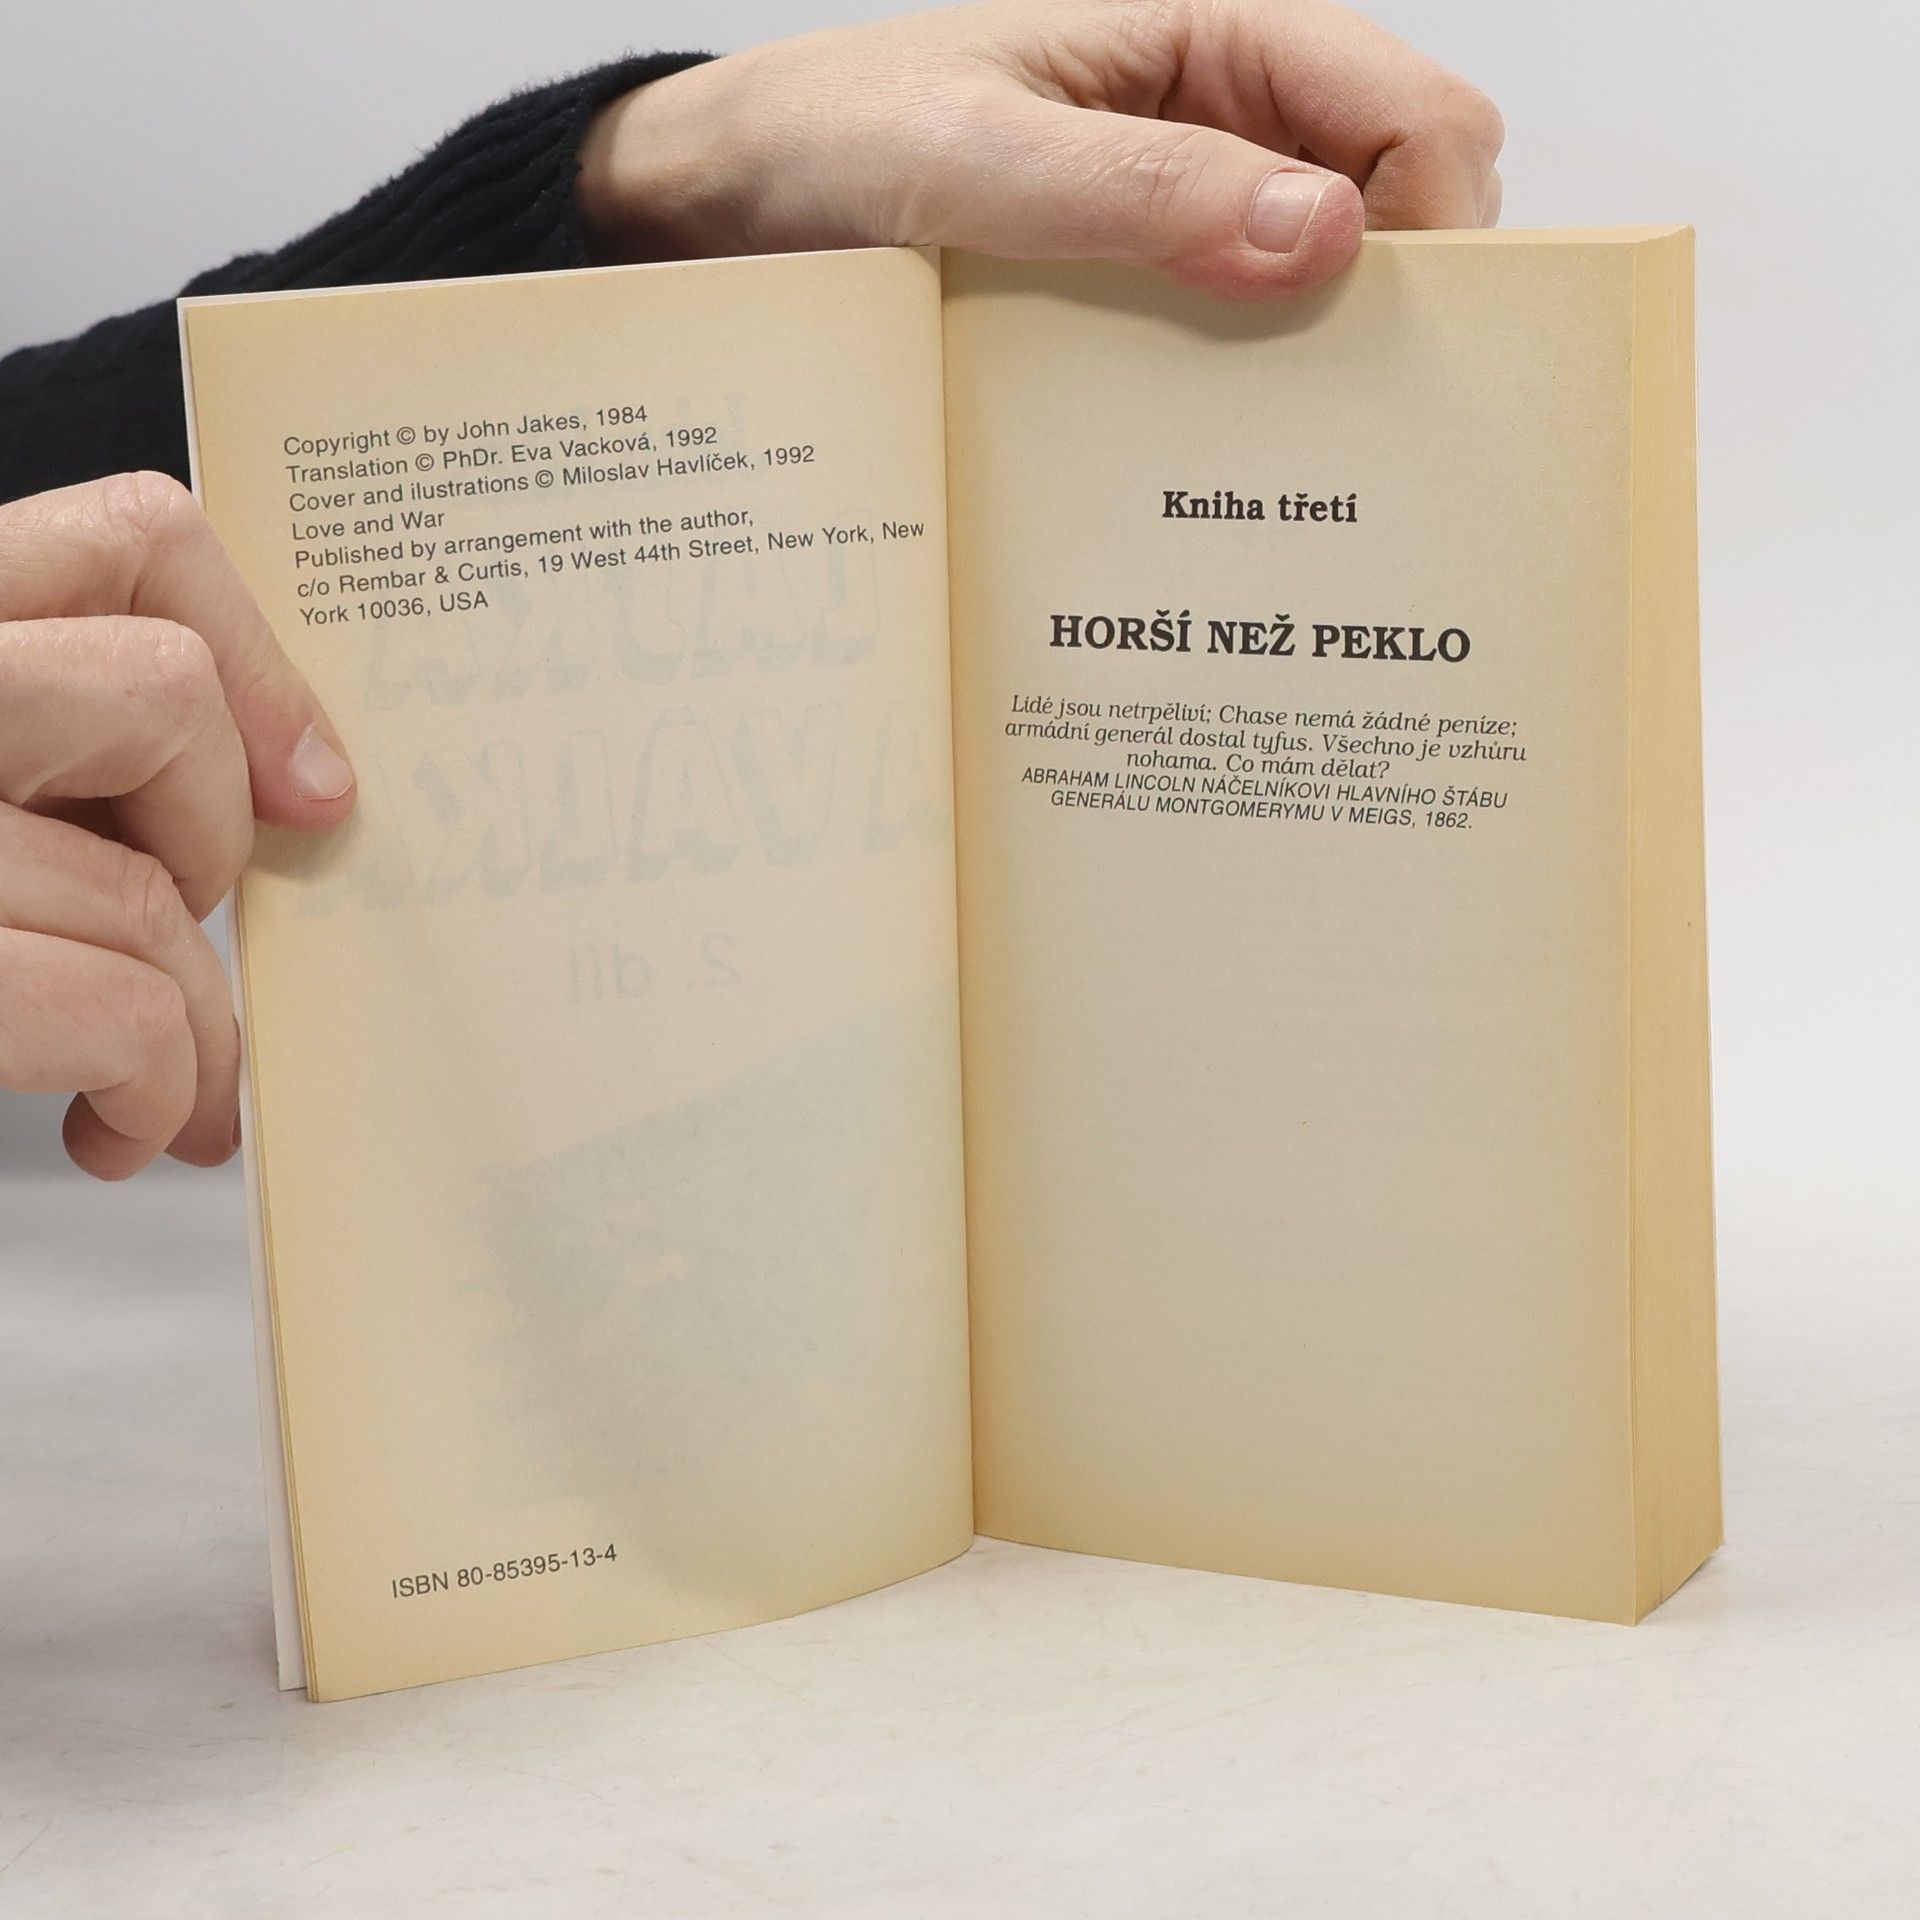 Copyright © by John Jakes, 1984
Translation © PhDr. Eva Vacková, 1992
Cover and ilustrations © Miloslav Havlíček, 1992
Love and War
Published by arrangement with the author,
c/o Rembar & Curtis, 19 West 44th Street, New York, New
York 10036, USA
2. díl
ISBN 80-85395-13-4
Kniha třetí
HORŠÍ NEŽ PEKLO
Lidé jsou netrpěliví; Chase nemá žádné peníze;
armádní generál dostal tyfus. Všechno je vzhůru
nohama. Co mám dělat?
ABRAHAM LINCOLN NÁČELNÍKOVI HLAVNÍHO ŠTÁBU
GENERÁLU MONTGOMERYMU V MEIGS, 1862.